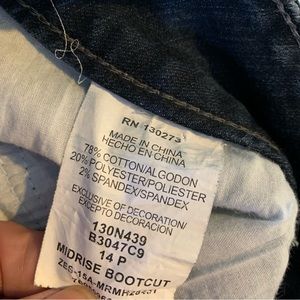 RN 130273
MADE IN CHINA
HECHO EN CHINA
78% COTTON/ALGODON
20% POLYESTER/POLIESTER
2% SPANDEX/SPANDEX
EXCLUSIVE OF DECORATION/
EXCEPTO DECORACION
130N439
B3047C9
14 P
MIDRISE BOOTCUT